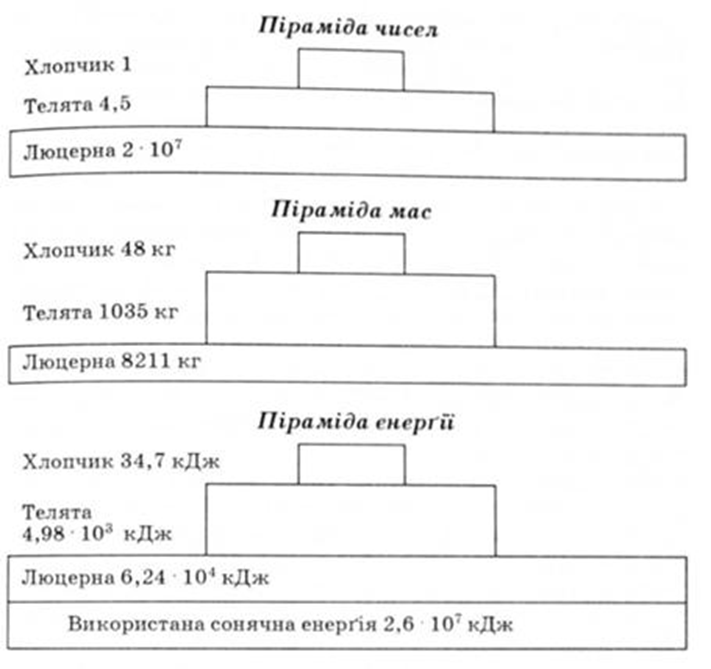 Піраміда чисел
Хлопчик 1
Телята 4,5
Люцерна 2 · 10⁷
Піраміда мас
Хлопчик 48 кг
Телята 1035 кг
Люцерна 8211 кг
Піраміда енерґії
Хлопчик 34,7 кДж
Телята
4,98 · 10³ кДж
Люцерна 6,24 · 10⁴ кДж
Використана сонячна енерґія 2,6 · 10⁷ кДж